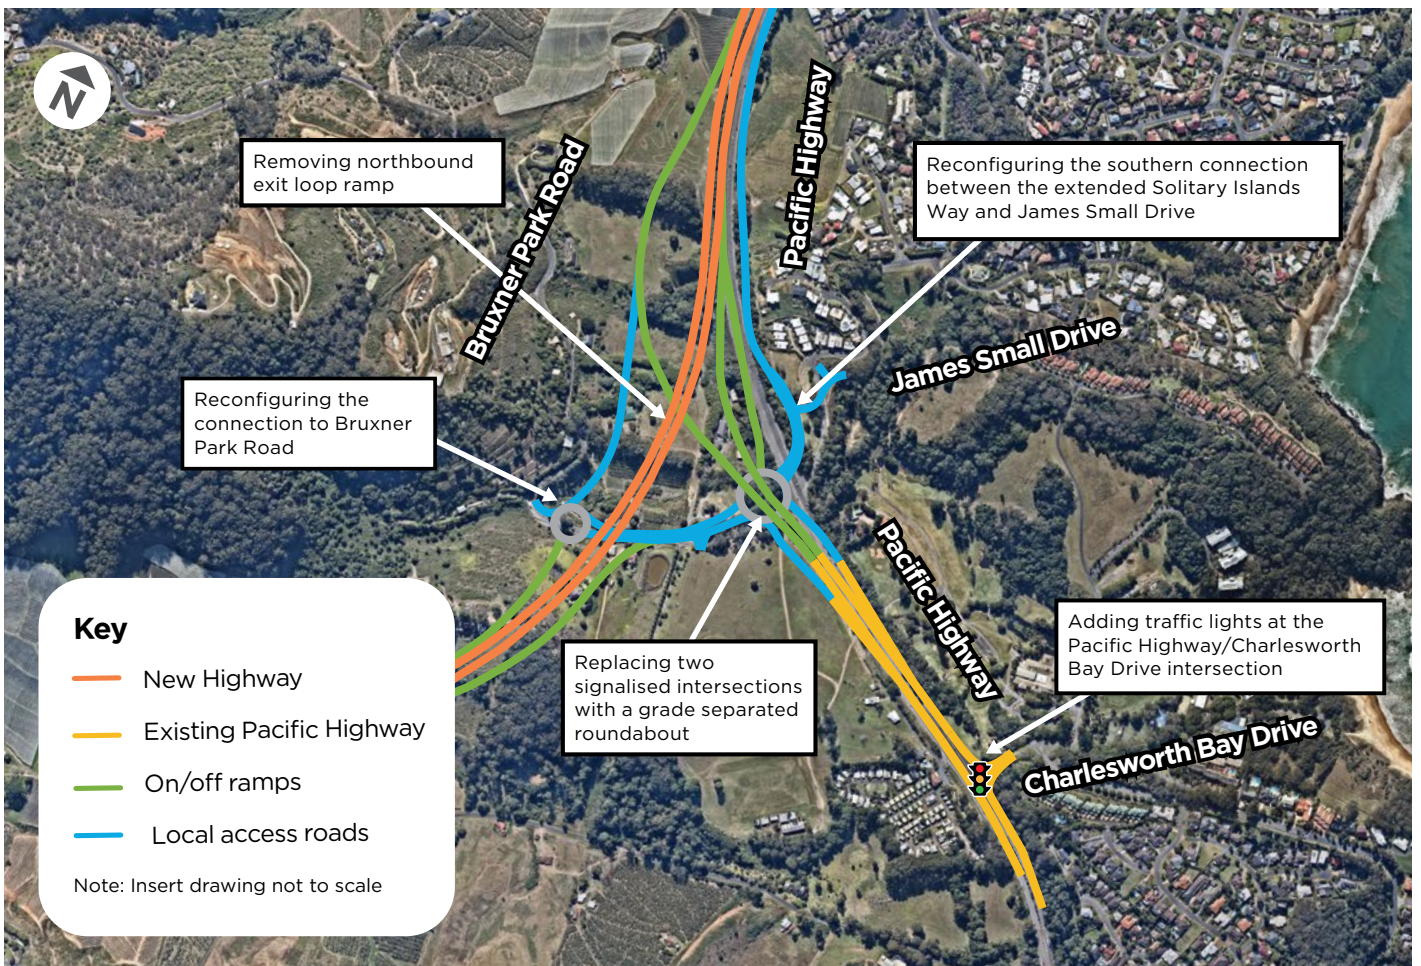 N
Removing northbound
exit loop ramp
Bruxner Park Road
Pacific Highway
Reconfiguring the southern connection
between the extended Solitary Islands
Way and James Small Drive
James Small Drive
Reconfiguring the
connection to Bruxner
Park Road
Pacific Highway
Adding traffic lights at the
Pacific Highway/Charlesworth
Bay Drive intersection
Replacing two
signalised intersections
with a grade separated
roundabout
Charlesworth Bay Drive
Key
New Highway
Existing Pacific Highway
On/off ramps
Local access roads
Note: Insert drawing not to scale